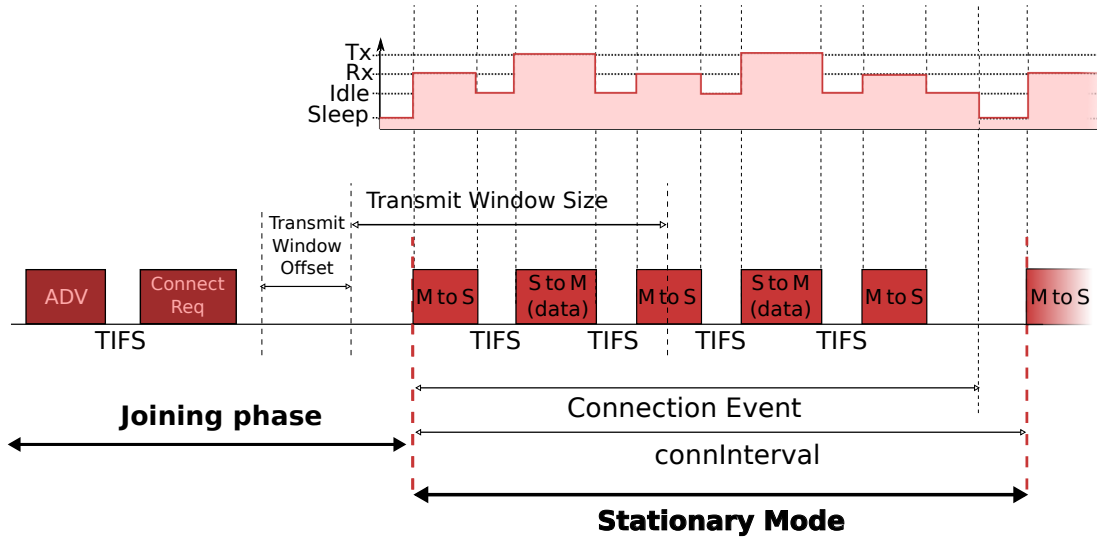 Tx
Rx
Idle
Sleep
Transmit Window Size
Transmit
Window
Offset
ADV
Connect
Req
M to S
S to M
(data)
M to S
S to M
(data)
M to S
M to S
TIFS
TIFS
TIFS
TIFS
TIFS
Connection Event
Joining phase
connInterval
Stationary Mode